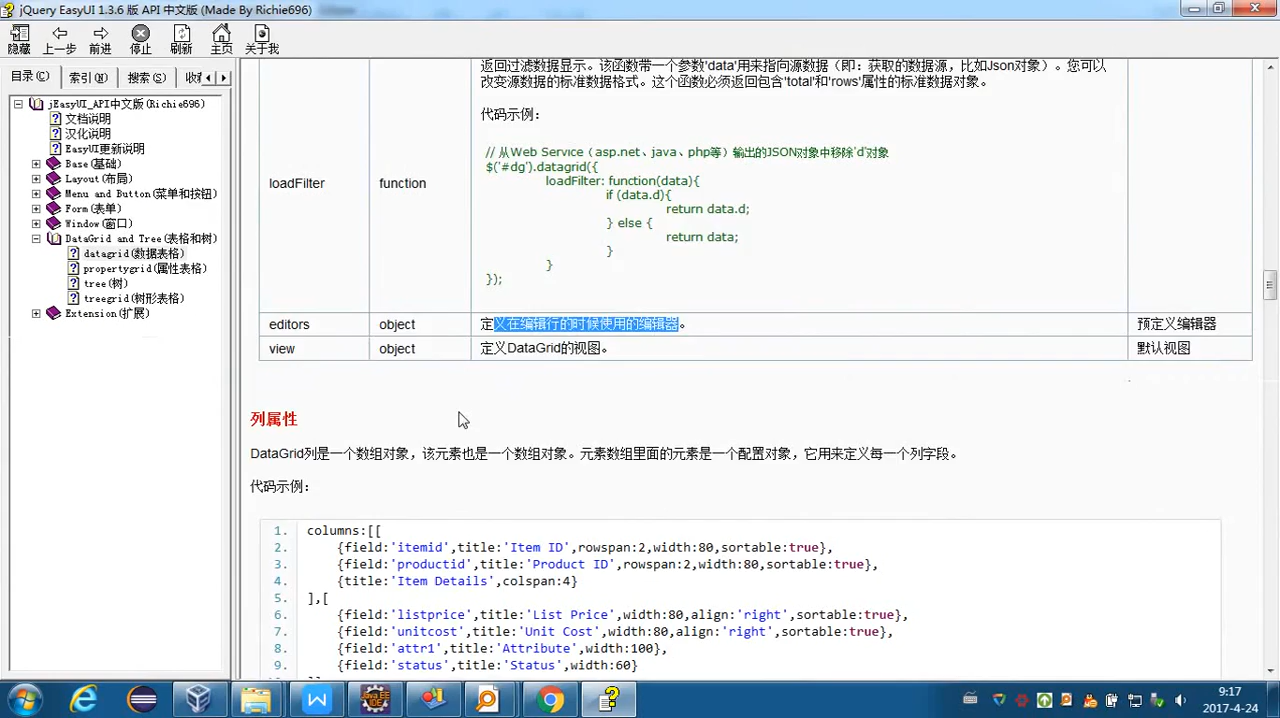 jQuery EasyUI 1.3.6 版 API 中文版 (Made By Richie696)
隐藏 上一步 前进 停止 刷新 主页 关于我
目录(C) 索引(N) 搜索(S)
jEasyUI_API中文版(Richie696)
文档说明
汉化说明
EasyUI更新说明
Base(基础)
Layout(布局)
Menu and Button(菜单和按钮)
Form(表单)
Window(窗口)
DataGrid and Tree(表格和树)
datagrid(数据表格)
propertygrid(属性表格)
tree(树)
treegrid(树形表格)
Extension(扩展)
返回过滤数据显示。该函数带一个参数'data'用来指向源数据（即：获取的数据源，比如Json对象）。您可以
改变源数据的标准数据格式。这个函数必须返回包含'total'和'rows'属性的标准数据对象。
代码示例：
// 从Web Service（asp.net、java、php等）输出的JSON对象中移除'd'对象
$('#dg').datagrid({
loadFilter: function(data){
if (data.d){
return data.d;
} else {
return data;
}
}
});
loadFilter function
editors object 定义在编辑行的时候使用的编辑器。 预定义编辑器
view object 定义DataGrid的视图。 默认视图
列属性
DataGrid列是一个数组对象，该元素也是一个数组对象。元素数组里面的元素是一个配置对象，它用来定义每一个列字段。
代码示例：
1. columns:[[
2. {field:'itemid',title:'Item ID',rowspan:2,width:80,sortable:true},
3. {field:'productid',title:'Product ID',rowspan:2,width:80,sortable:true},
4. {title:'Item Details',colspan:4}
5. ],[
6. {field:'listprice',title:'List Price',width:80,align:'right',sortable:true},
7. {field:'unitcost',title:'Unit Cost',width:80,align:'right',sortable:true},
8. {field:'attr1',title:'Attribute',width:100},
9. {field:'status',title:'Status',width:60}
9:17
2017-4-24